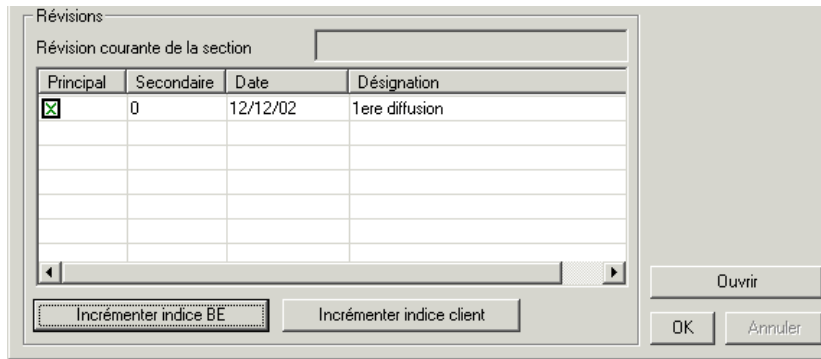 Révisions
Révision courante de la section
Principal Secondaire Date Désignation
0 12/12/02 1ere diffusion
Ouvrir
Incrémenter indice BE Incrémenter indice client
OK Annuler